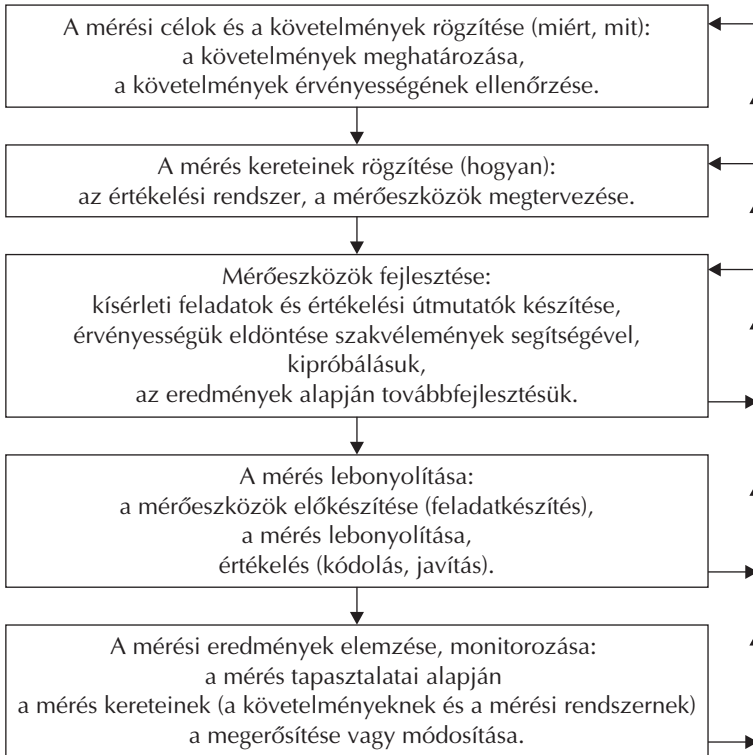 A mérési célok és a követelmények rögzítése (miért, mit):
a követelmények meghatározása,
a követelmények érvényességének ellenőrzése.
A mérés kereteinek rögzítése (hogyan):
az értékelési rendszer, a mérőeszközök megtervezése.
Mérőeszközök fejlesztése:
kísérleti feladatok és értékelési útmutatók készítése,
érvényességük eldöntése szakvélemények segítségével,
kipróbálásuk,
az eredmények alapján továbbfejlesztésük.
A mérés lebonyolítása:
a mérőeszközök előkészítése (feladatkészítés),
a mérés lebonyolítása,
értékelés (kódolás, javítás).
A mérési eredmények elemzése, monitorozása:
a mérés tapasztalatai alapján
a mérés kereteinek (a követelményeknek és a mérési rendszernek)
a megerősítése vagy módosítása.